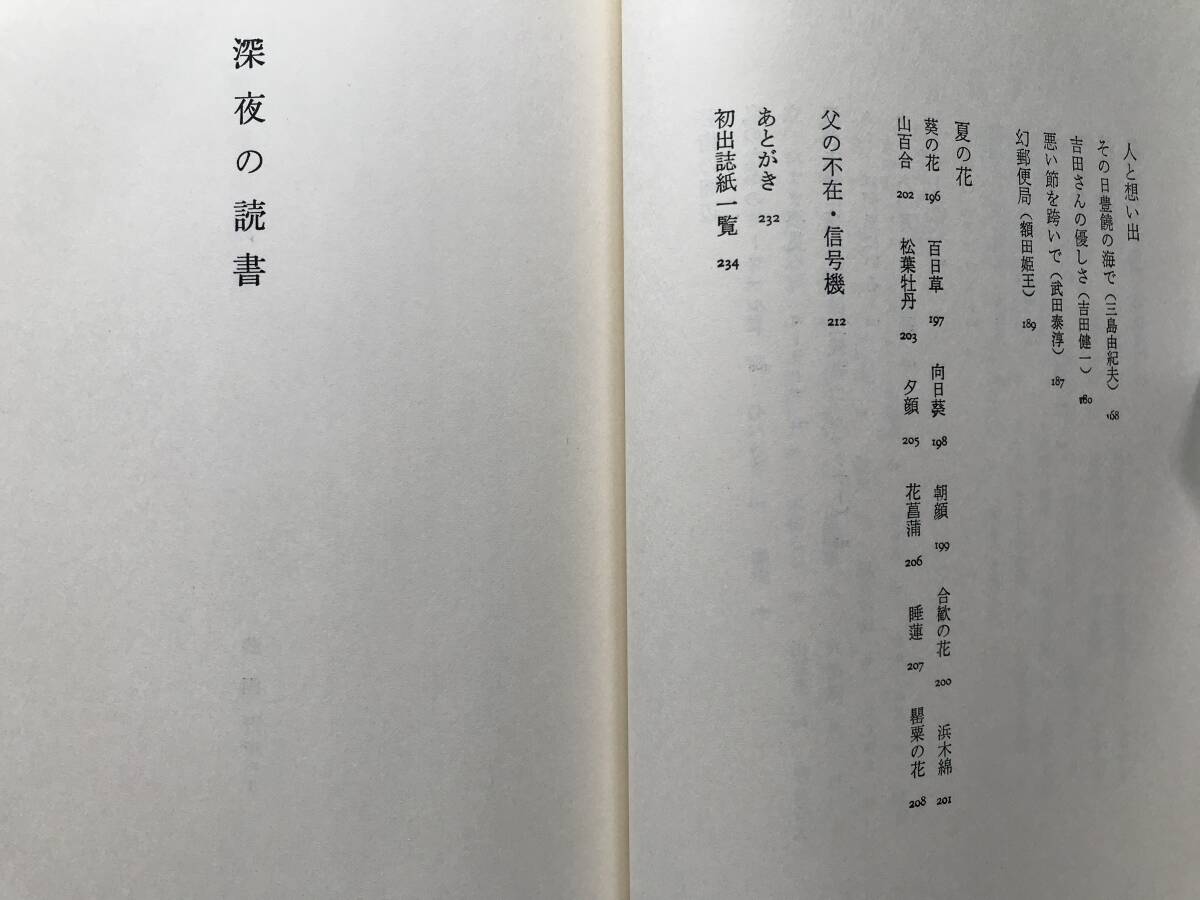 人と想い出
その日豊饒の海で（三島由紀夫） 168
吉田さんの優しさ（吉田健一） 180
悪い節を跨いで（武田泰淳） 187
幻郵便局（額田姫王） 189
夏の花
葵の花 196 百日草 197 向日葵 198 朝顔 199 合歓の花 200 浜木綿 201
山百合 202 松葉牡丹 203 夕顔 205 花菖蒲 206 睡蓮 207 罌粟の花 208
父の不在・信号機 212
あとがき 232
初出誌紙一覧 234
深夜の読書